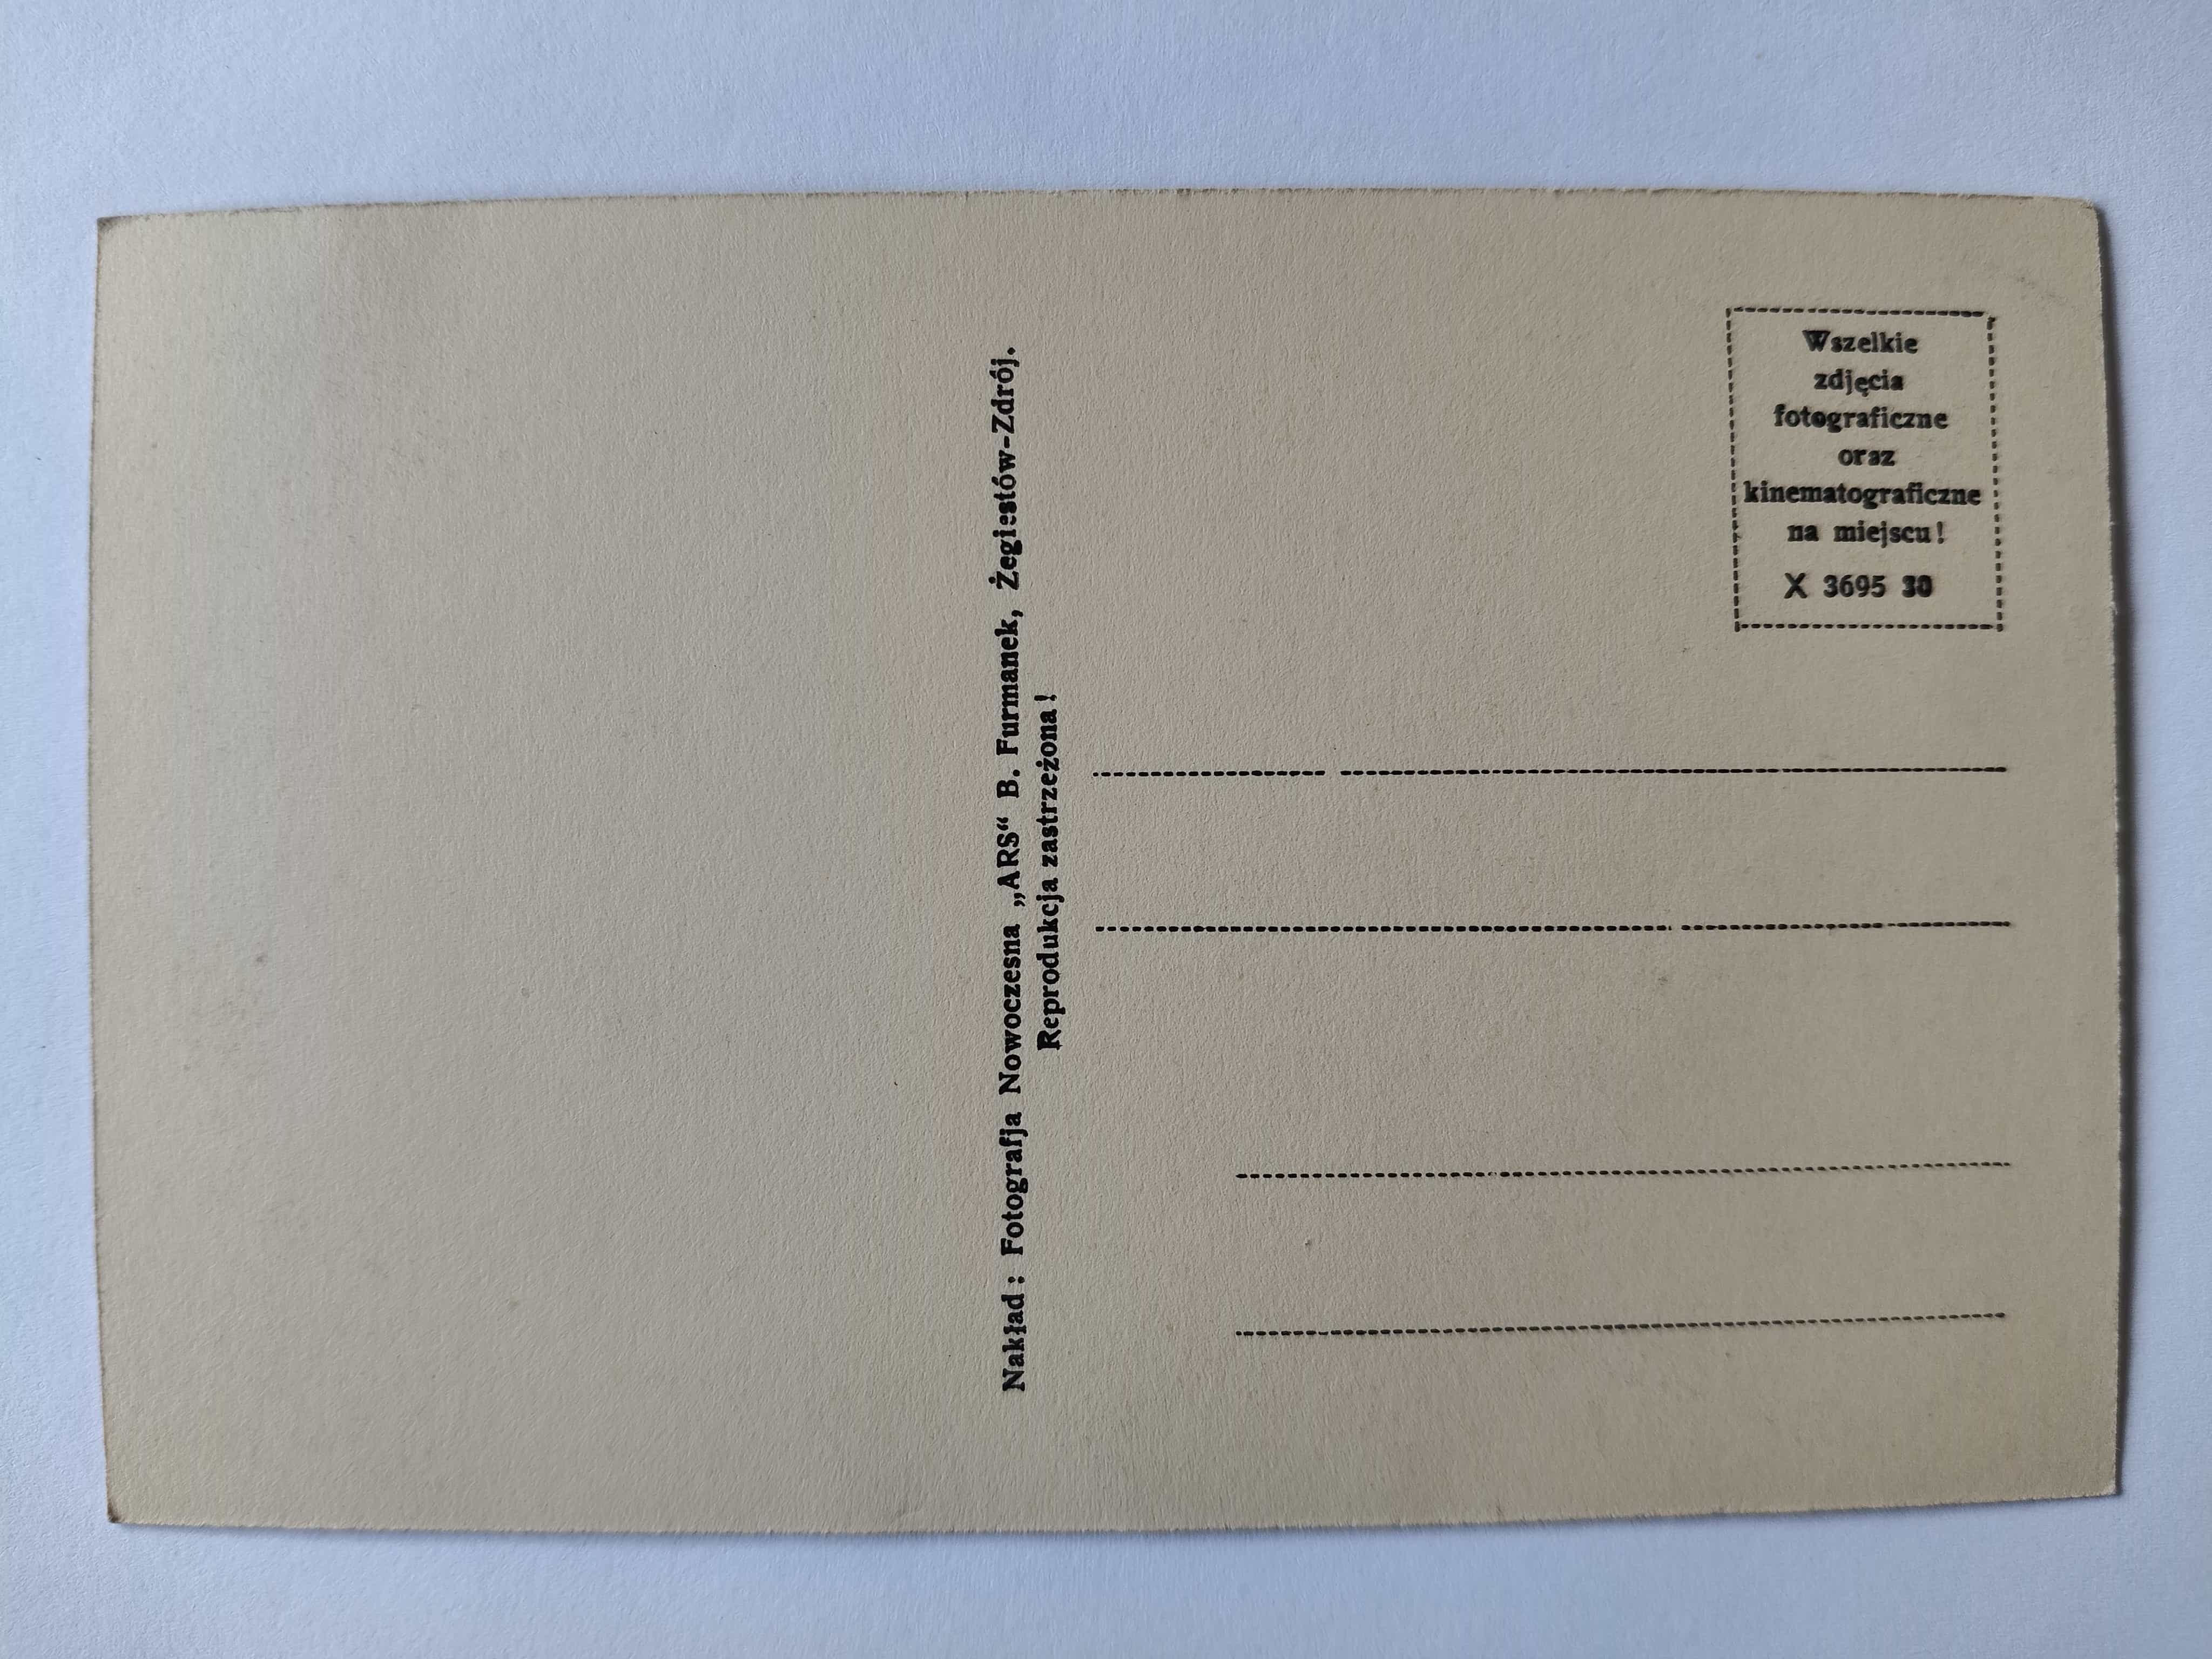 Nakład: Fotografja Nowoczesna „ARS“ B. Furmanek, Żegiestów-Zdrój.
Reprodukcja zastrzeżona!
Wszelkie
zdjęcia
fotograficzne
oraz
kinematograficzne
na miejscu!
X 3695 30